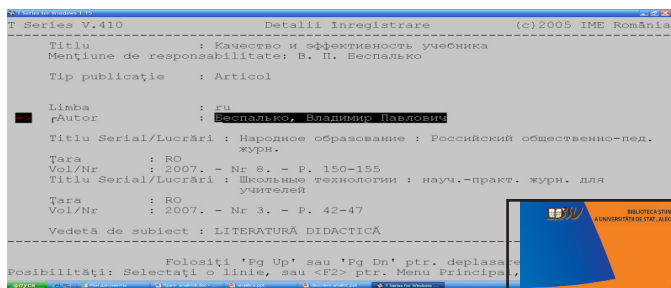 T Series for Windows 1.15
T Series V.410 Detalii înregistrare (c)2005 IME România
Titlu : Качество и эффективность учебника
Menţiune de responsabilitate: В. П. Беспалько
Tip publicaţie : Articol
Limba : ru
Autor : Беспалько, Владимир Павлович
Titlu Serial/Lucrări : Народное образование : Российский общественно-пед.
журн.
Ţara : RO
Vol/Nr : 2007. - Nr 8. - P. 150-155
Titlu Serial/Lucrări : Школьные технологии : науч.-практ. журн. для
учителей
Ţara : RO
Vol/Nr : 2007. - Nr 3. - P. 42-47
Vedetă de subiect : LITERATURĂ DIDACTICĂ
Folosiţi 'Pg Up' sau 'Pg Dn' ptr. deplasare
Posibilităţi: Selectaţi o linie, sau <F2> ptr. Menu Principal,
BIBLIOTECA ŞTIIN
A UNIVERSITĂŢII DE STAT „ALEC